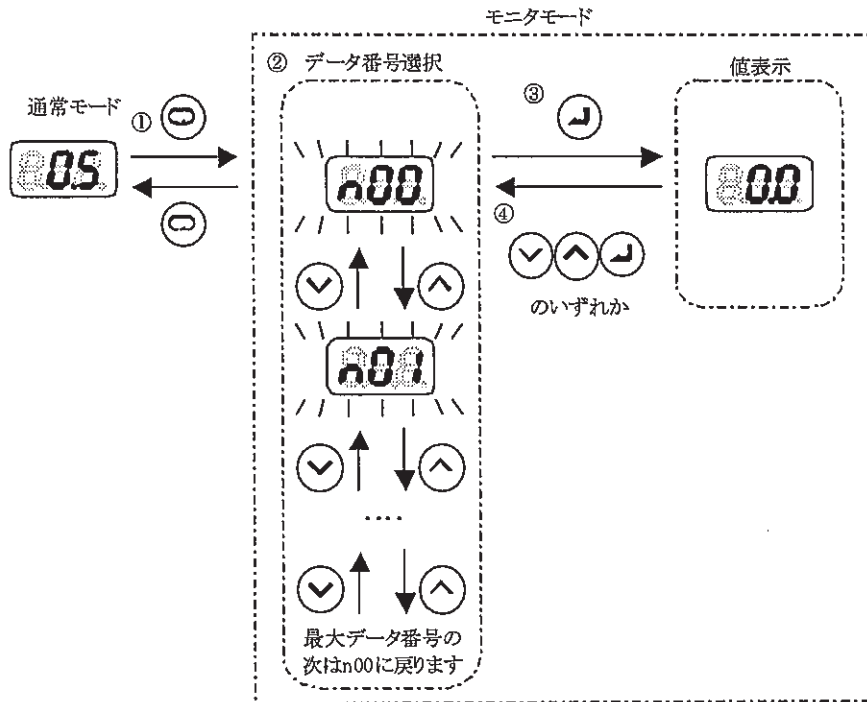 モニタモード
② データ番号選択
値表示
通常モード
①
③
0.5
n00.
0.0
④
のいずれか
n01
‥‥
最大データ番号の
次はn00に戻ります